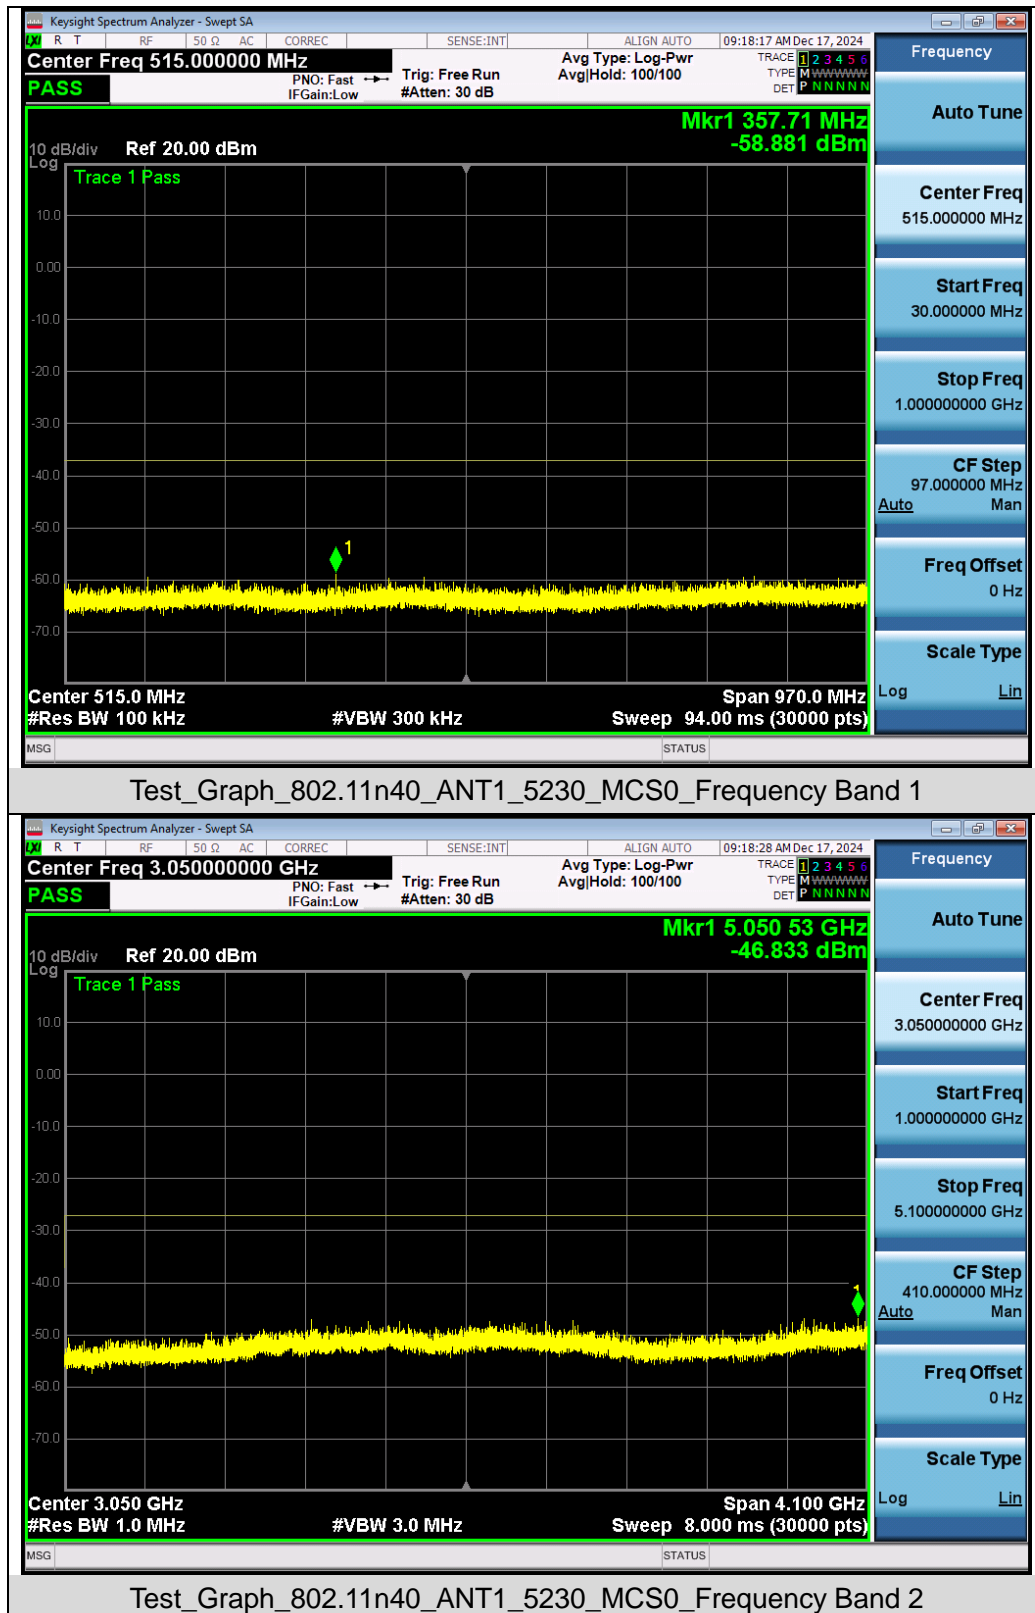 Keysight Spectrum Analyzer - Swept SA
LXI R T RF 50 Ω AC CORREC SENSE:INT ALIGN AUTO 09:18:17 AM Dec 17, 2024
Center Freq 515.000000 MHz
PASS
PNO: Fast
IFGain:Low
Trig: Free Run
#Atten: 30 dB
Avg Type: Log-Pwr
Avg|Hold: 100/100
TRACE 1 2 3 4 5 6
TYPE M W W W W W
DET P N N N N N
Mkr1 357.71 MHz
-58.881 dBm
10 dB/div Ref 20.00 dBm
Log
Trace 1 Pass
10.0
0.00
-10.0
-20.0
-30.0
-40.0
-50.0
-60.0
-70.0
1
Center 515.0 MHz Span 970.0 MHz
#Res BW 100 kHz #VBW 300 kHz Sweep 94.00 ms (30000 pts)
MSG STATUS
Frequency
Auto Tune
Center Freq
515.000000 MHz
Start Freq
30.000000 MHz
Stop Freq
1.000000000 GHz
CF Step
97.000000 MHz
Auto Man
Freq Offset
0 Hz
Scale Type
Log Lin
Test_Graph_802.11n40_ANT1_5230_MCS0_Frequency Band 1
Keysight Spectrum Analyzer - Swept SA
LXI R T RF 50 Ω AC CORREC SENSE:INT ALIGN AUTO 09:18:28 AM Dec 17, 2024
Center Freq 3.050000000 GHz
PASS
PNO: Fast
IFGain:Low
Trig: Free Run
#Atten: 30 dB
Avg Type: Log-Pwr
Avg|Hold: 100/100
TRACE 1 2 3 4 5 6
TYPE M W W W W W
DET P N N N N N
Mkr1 5.050 53 GHz
-46.833 dBm
10 dB/div Ref 20.00 dBm
Log
Trace 1 Pass
10.0
0.00
-10.0
-20.0
-30.0
-40.0
-50.0
-60.0
-70.0
1
Center 3.050 GHz Span 4.100 GHz
#Res BW 1.0 MHz #VBW 3.0 MHz Sweep 8.000 ms (30000 pts)
MSG STATUS
Frequency
Auto Tune
Center Freq
3.050000000 GHz
Start Freq
1.000000000 GHz
Stop Freq
5.100000000 GHz
CF Step
410.000000 MHz
Auto Man
Freq Offset
0 Hz
Scale Type
Log Lin
Test_Graph_802.11n40_ANT1_5230_MCS0_Frequency Band 2